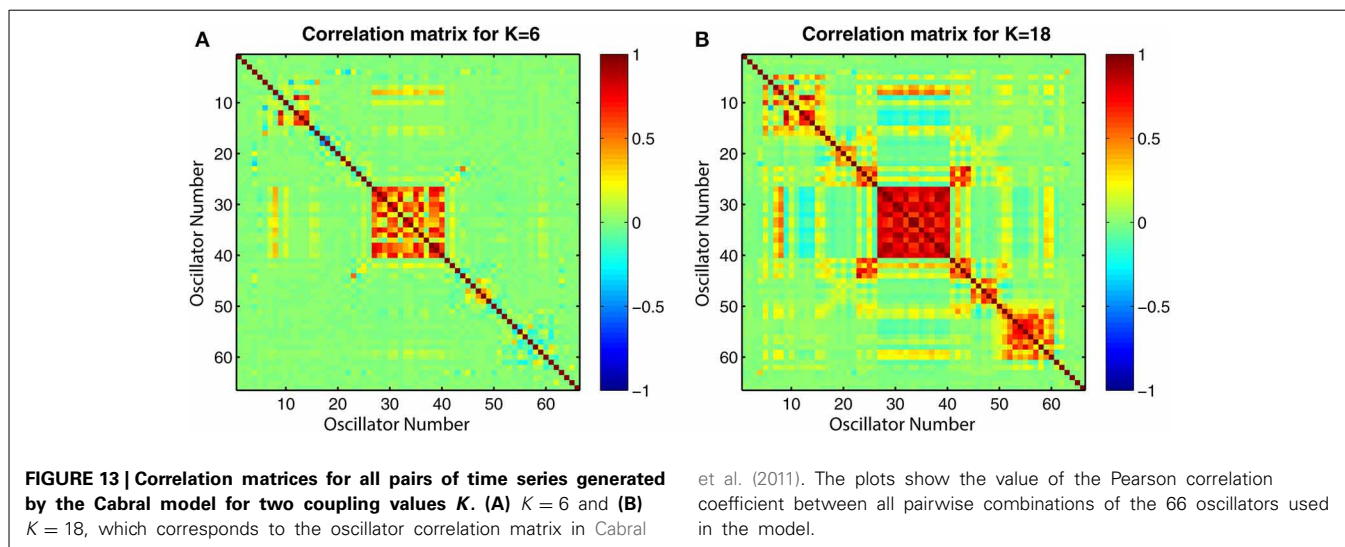 A
Correlation matrix for K=6
Oscillator Number
10
20
30
40
50
60
10 20 30 40 50 60
Oscillator Number
1
0.5
0
−0.5
−1
B
Correlation matrix for K=18
Oscillator Number
10
20
30
40
50
60
10 20 30 40 50 60
Oscillator Number
1
0.5
0
−0.5
−1
FIGURE 13 | Correlation matrices for all pairs of time series generated
by the Cabral model for two coupling values K. (A) K = 6 and (B)
K = 18, which corresponds to the oscillator correlation matrix in Cabral
et al. (2011). The plots show the value of the Pearson correlation
coefficient between all pairwise combinations of the 66 oscillators used
in the model.